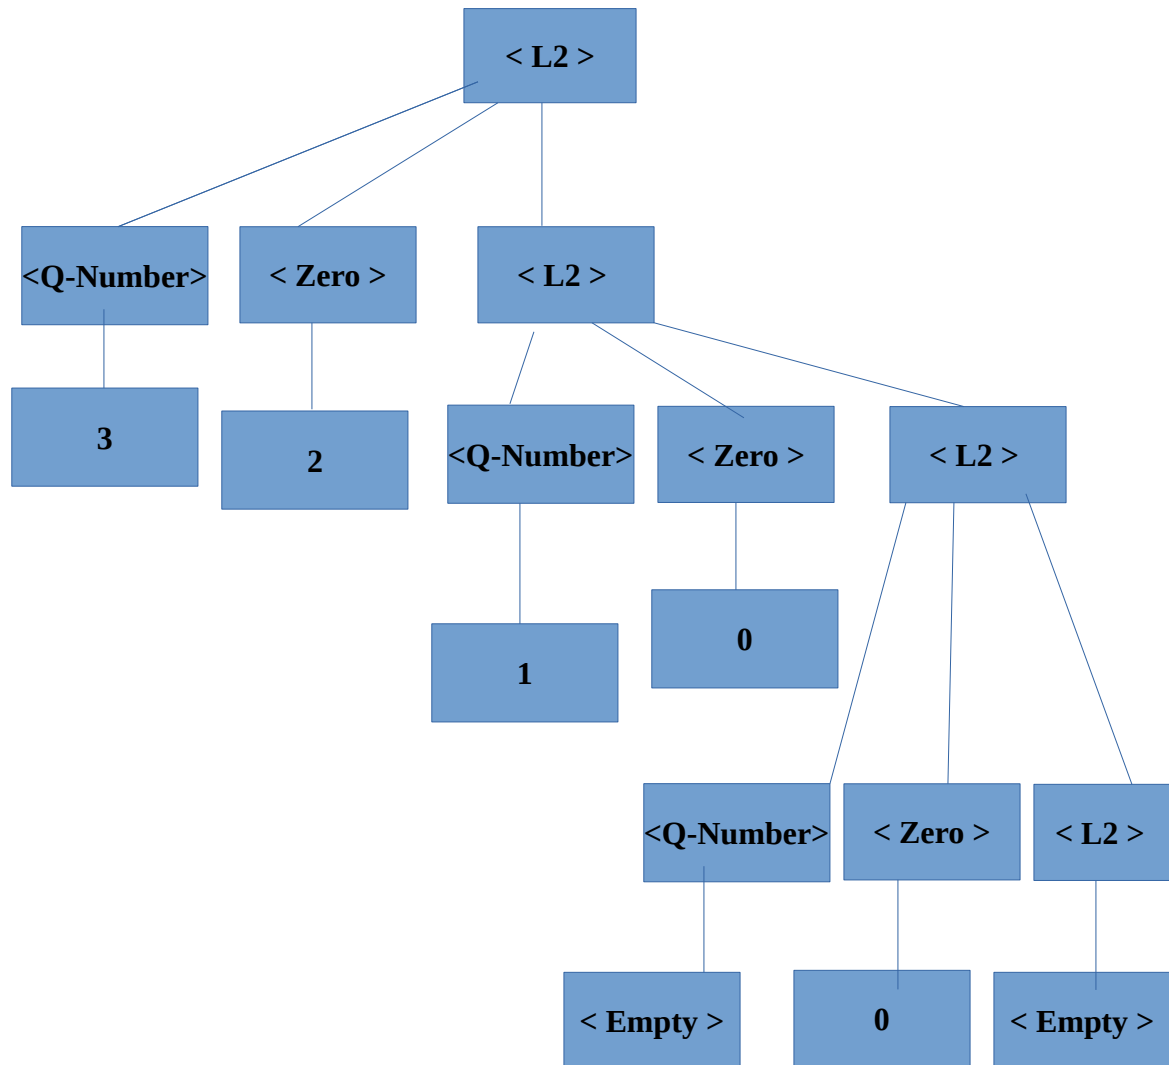 < L2 >
<Q-Number>
< Zero >
< L2 >
3
2
<Q-Number>
< Zero >
< L2 >
1
0
<Q-Number>
< Zero >
< L2 >
< Empty >
0
< Empty >